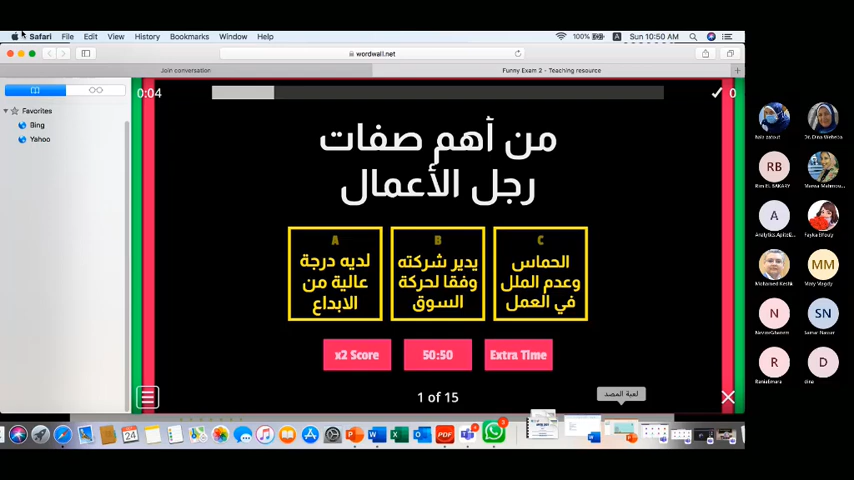 Safari File Edit View History Bookmarks Window Help
100% Sun 10:50 AM
wordwall.net
Join conversation
Funny Exam 2 - Teaching resource
Favorites
Bing
Yahoo
0:04
0
من أهم صفات
رجل الأعمال
A
لديه درجة
عالية من
الابداع
B
يدير شركته
وفقا لحركة
السوق
C
الحماس
وعدم الملل
في العمل
x2 Score
50:50
Extra Time
1 of 15
RB
A
MM
N
SN
R
D
dina